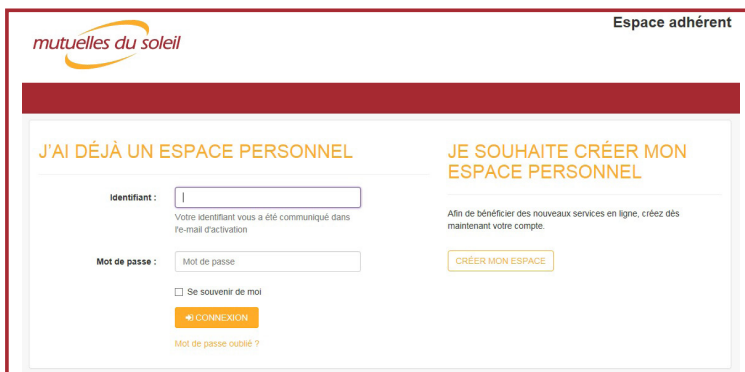 mutuelles du soleil
Espace adhérent
J'AI DÉJÀ UN ESPACE PERSONNEL
Identifiant :
Votre identifiant vous a été communiqué dans
l'e-mail d'activation
Mot de passe :
Mot de passe
Se souvenir de moi
CONNEXION
Mot de passe oublié ?
JE SOUHAITE CRÉER MON
ESPACE PERSONNEL
Afin de bénéficier des nouveaux services en ligne, créez dès
maintenant votre compte.
CRÉER MON ESPACE